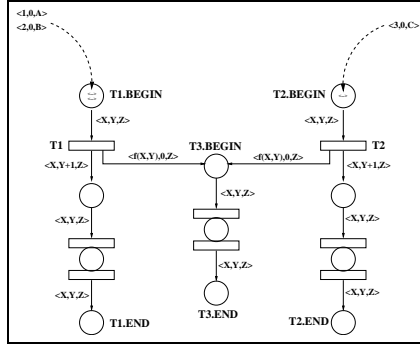 <1,0,A>
<2,0,B>
<3,0,C>
T1.BEGIN
T2.BEGIN
<X,Y,Z>
<X,Y,Z>
T3.BEGIN
T1
T2
<X,Y+1,Z>
<f(X,Y),0,Z>
<f(X,Y),0,Z>
<X,Y+1,Z>
<X,Y,Z>
<X,Y,Z>
<X,Y,Z>
<X,Y,Z>
<X,Y,Z>
<X,Y,Z>
T3.END
<X,Y,Z>
T1.END
T2.END